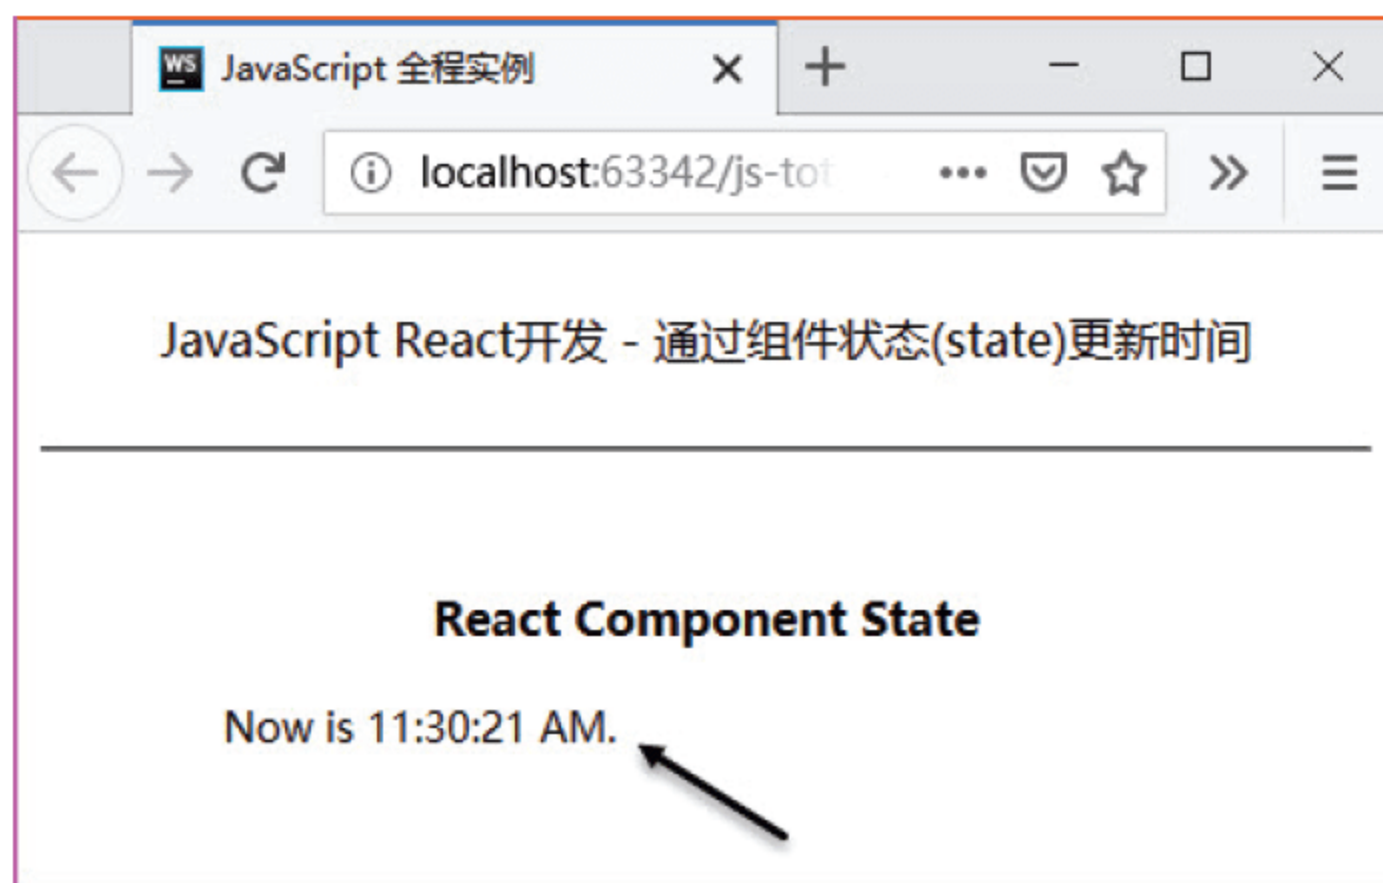 WS JavaScript 全程实例
localhost:63342/js-tot
JavaScript React开发 - 通过组件状态(state)更新时间
React Component State
Now is 11:30:21 AM.